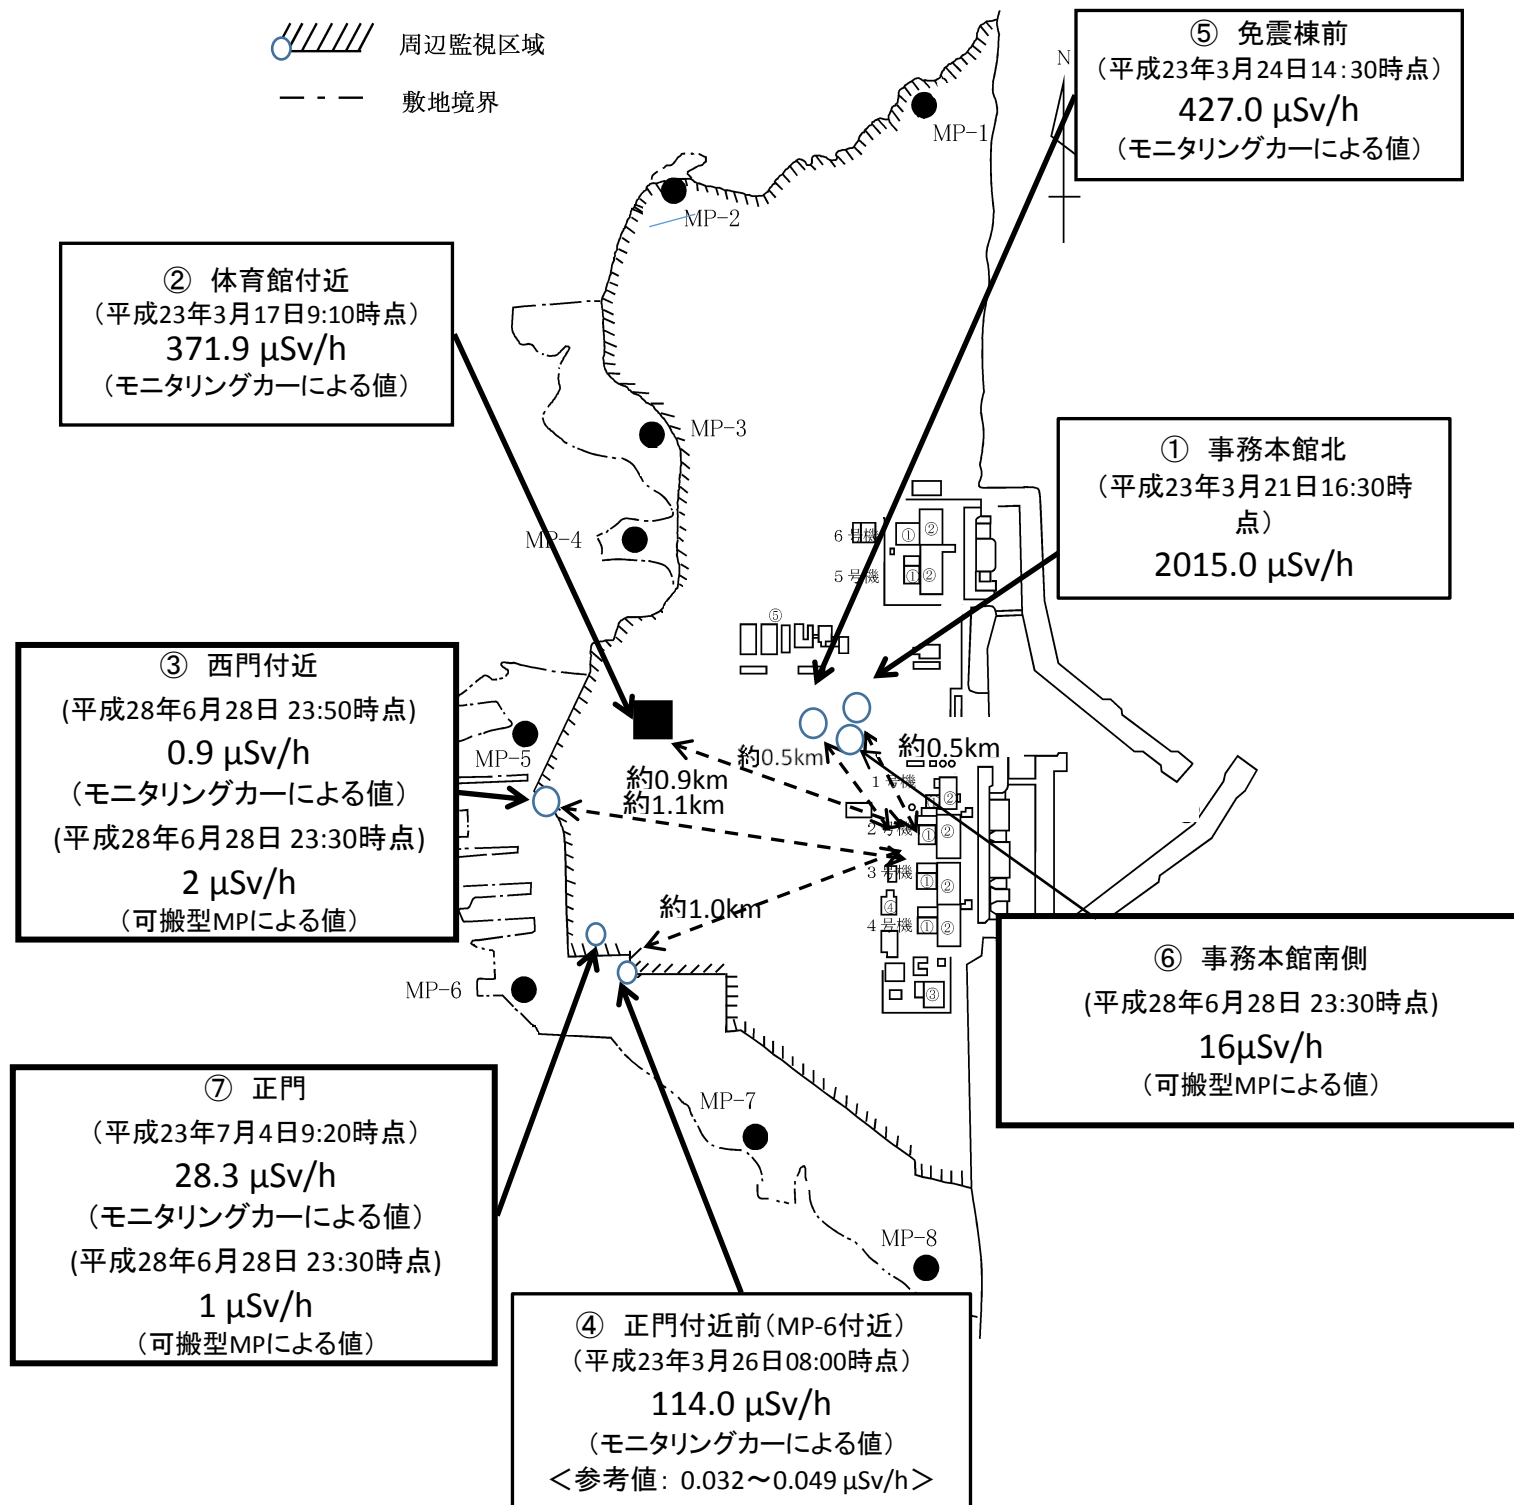 周辺監視区域
敷地境界
N
⑤ 免震棟前
（平成23年3月24日14:30時点）
427.0 μSv/h
（モニタリングカーによる値）
MP-1
MP-2
② 体育館付近
（平成23年3月17日9:10時点）
371.9 μSv/h
（モニタリングカーによる値）
MP-3
① 事務本館北
（平成23年3月21日16:30時
点）
2015.0 μSv/h
MP-4
6号機
①
②
5号機
①
②
⑤
③ 西門付近
(平成28年6月28日 23:50時点)
0.9 μSv/h
（モニタリングカーによる値）
(平成28年6月28日 23:30時点)
2 μSv/h
（可搬型MPによる値）
MP-5
約0.5km
約0.5km
約0.9km
約1.1km
1号機
①
②
2号機
①
②
3号機
①
②
④
4号機
①
②
約1.0km
③
MP-6
⑥ 事務本館南側
(平成28年6月28日 23:30時点)
16μSv/h
（可搬型MPによる値）
⑦ 正門
（平成23年7月4日9:20時点）
28.3 μSv/h
（モニタリングカーによる値）
(平成28年6月28日 23:30時点)
1 μSv/h
（可搬型MPによる値）
MP-7
MP-8
④ 正門付近前（MP-6付近）
（平成23年3月26日08:00時点）
114.0 μSv/h
（モニタリングカーによる値）
＜参考値： 0.032～0.049 μSv/h＞